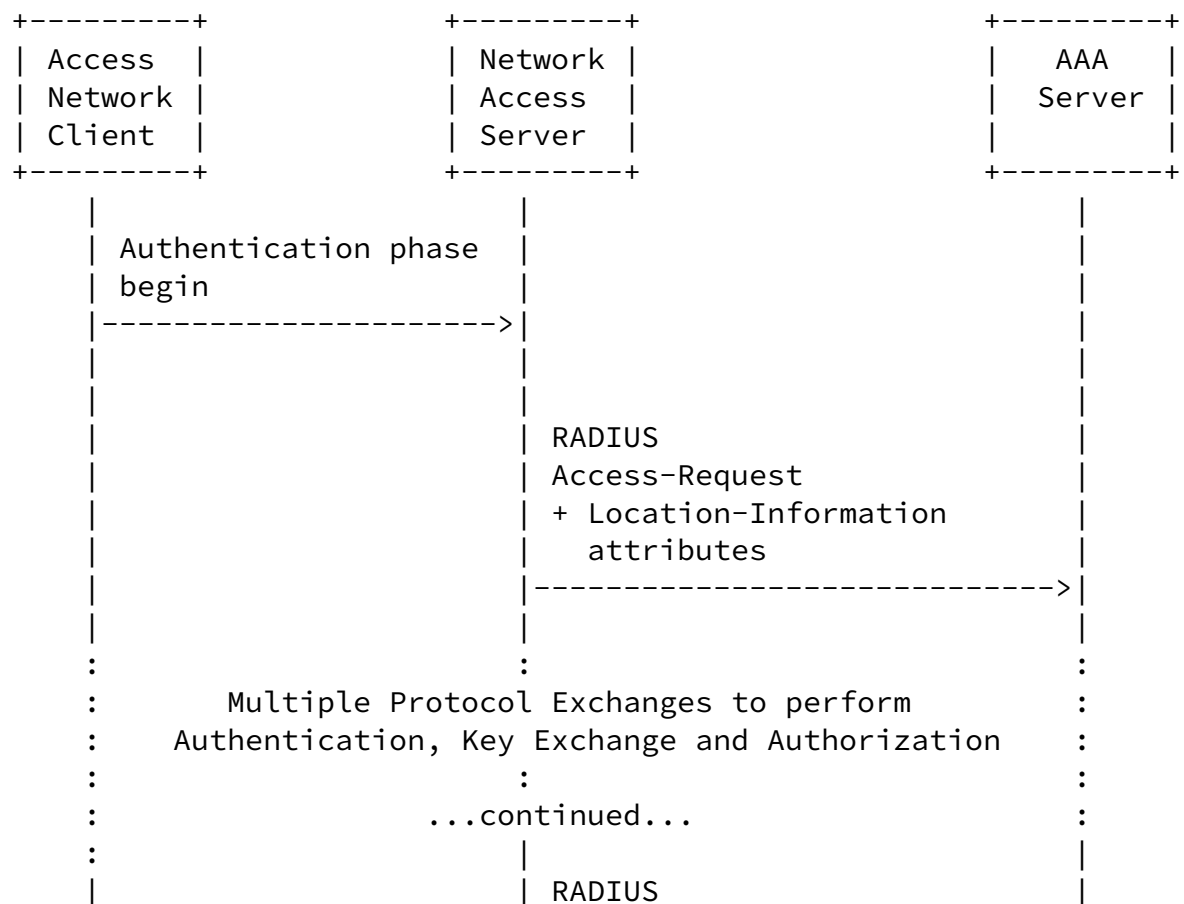 +---------+             +---------+                   +---------+
| Access  |             | Network |                   |   AAA   |
| Network |             | Access  |                   |  Server |
| Client  |             | Server  |                   |         |
+---------+             +---------+                   +---------+
    |                       |                              |
    | Authentication phase  |                              |
    | begin                 |                              |
    |---------------------->|                              |
    |                       |                              |
    |                       |                              |
    |                       | RADIUS                       |
    |                       | Access-Request               |
    |                       | + Location-Information       |
    |                       |   attributes                 |
    |                       |----------------------------->|
    |                       |                              |
    :                       :                              :
    :       Multiple Protocol Exchanges to perform         :
    :    Authentication, Key Exchange and Authorization    :
    :                       :                              :
    :                  ...continued...                     :
    :                       |                              |
    |                       | RADIUS                       |